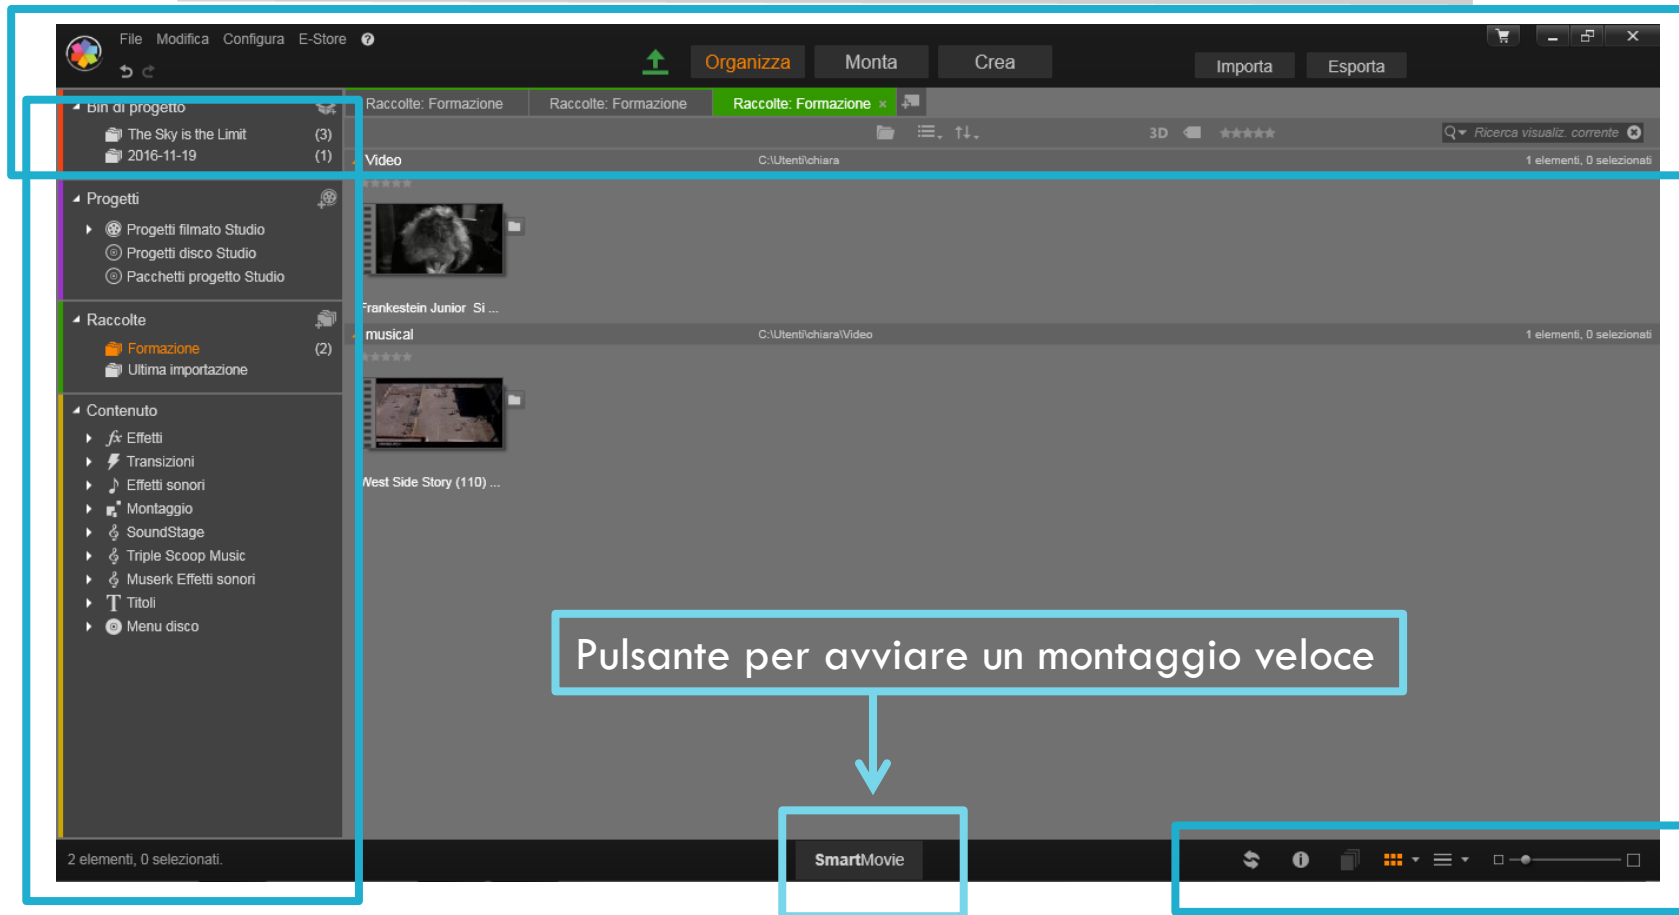 File Modifica Configura E-Store ?
Organizza Monta Crea Importa Esporta
Bin di progetto
The Sky is the Limit (3)
2016-11-19 (1)
Progetti
Progetti filmato Studio
Progetti disco Studio
Pacchetti progetto Studio
Raccolte
Formazione (2)
Ultima importazione
Contenuto
fx Effetti
Transizioni
Effetti sonori
Montaggio
SoundStage
Triple Scoop Music
Muserk Effetti sonori
T Titoli
Menu disco
Raccolte: Formazione Raccolte: Formazione Raccolte: Formazione ×
3D Ricerca visualiz. corrente
Video C:\Utenti\chiara 1 elementi, 0 selezionati
Frankestein Junior Si ...
musical C:\Utenti\chiara\Video 1 elementi, 0 selezionati
West Side Story (110) ...
Pulsante per avviare un montaggio veloce
2 elementi, 0 selezionati. SmartMovie